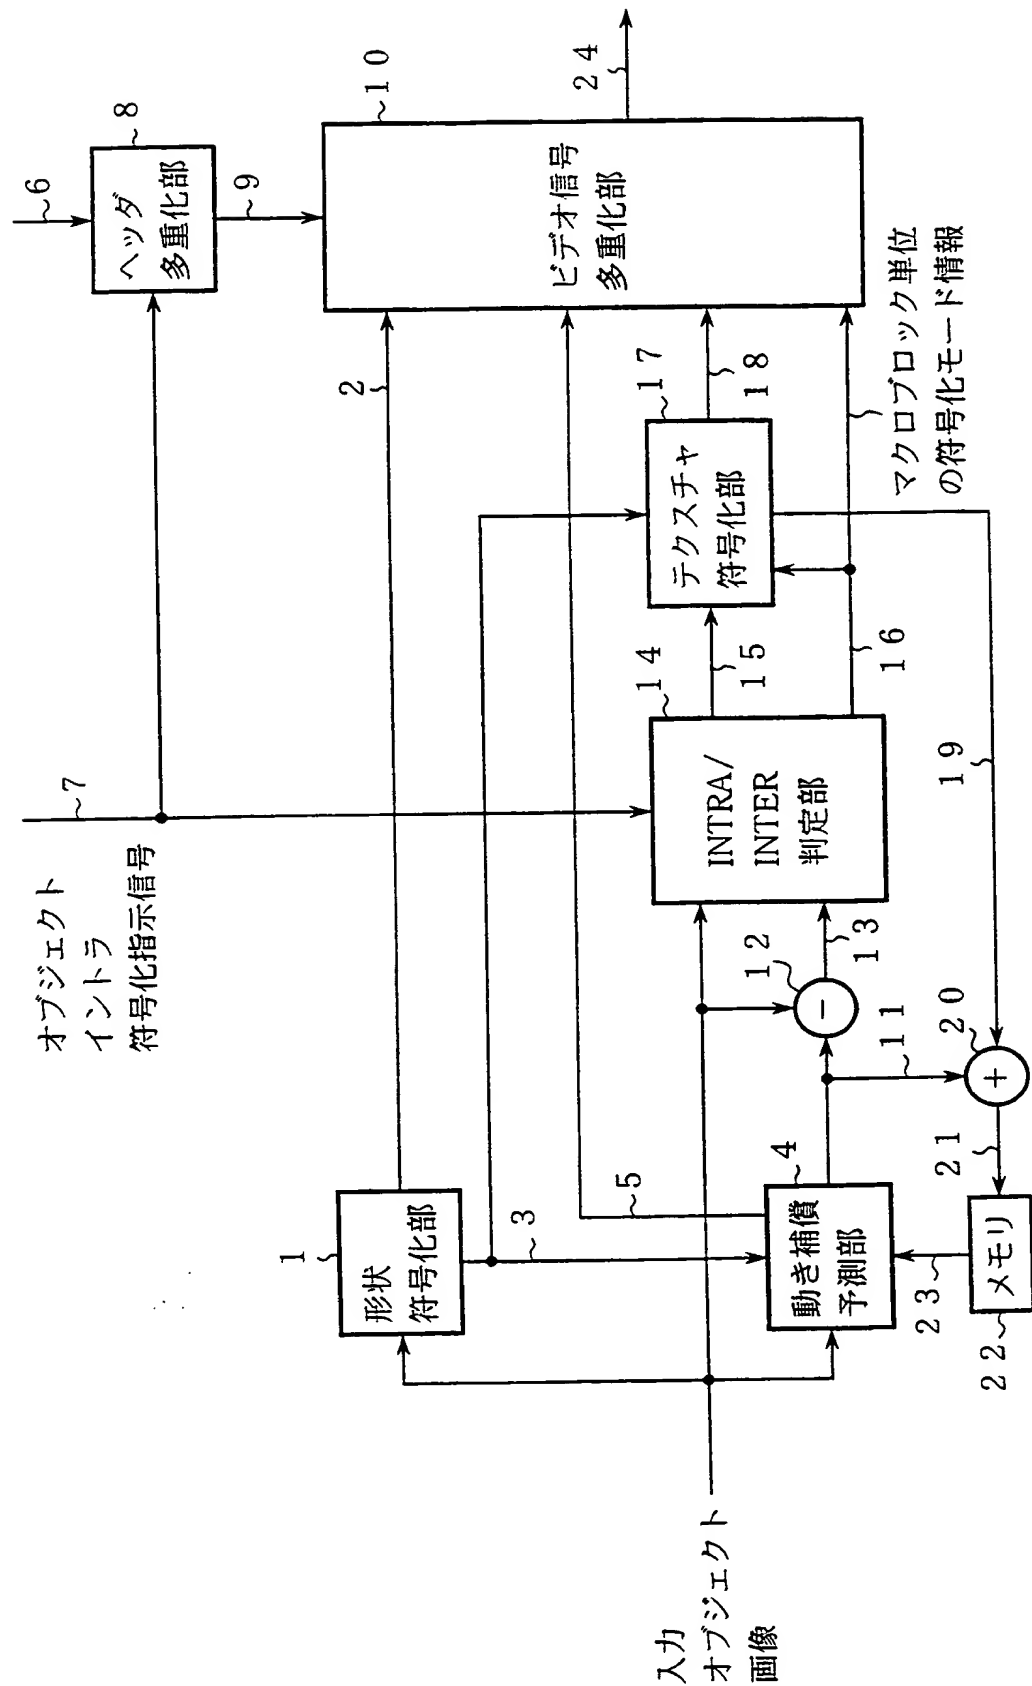 オブジェクト
イントラ
符号化指示信号
7
6
ヘッダ
多重化部
8
9
形状
符号化部
1
2
3
ビデオ信号
多重化部
10
24
動き補償
予測部
4
5
INTRA/
INTER
判定部
14
15
16
テクスチャ
符号化部
17
18
マクロブロック単位
の符号化モード情報
入力
オブジェクト
画像
−
12
13
11
+
20
19
21
メモリ
22
23